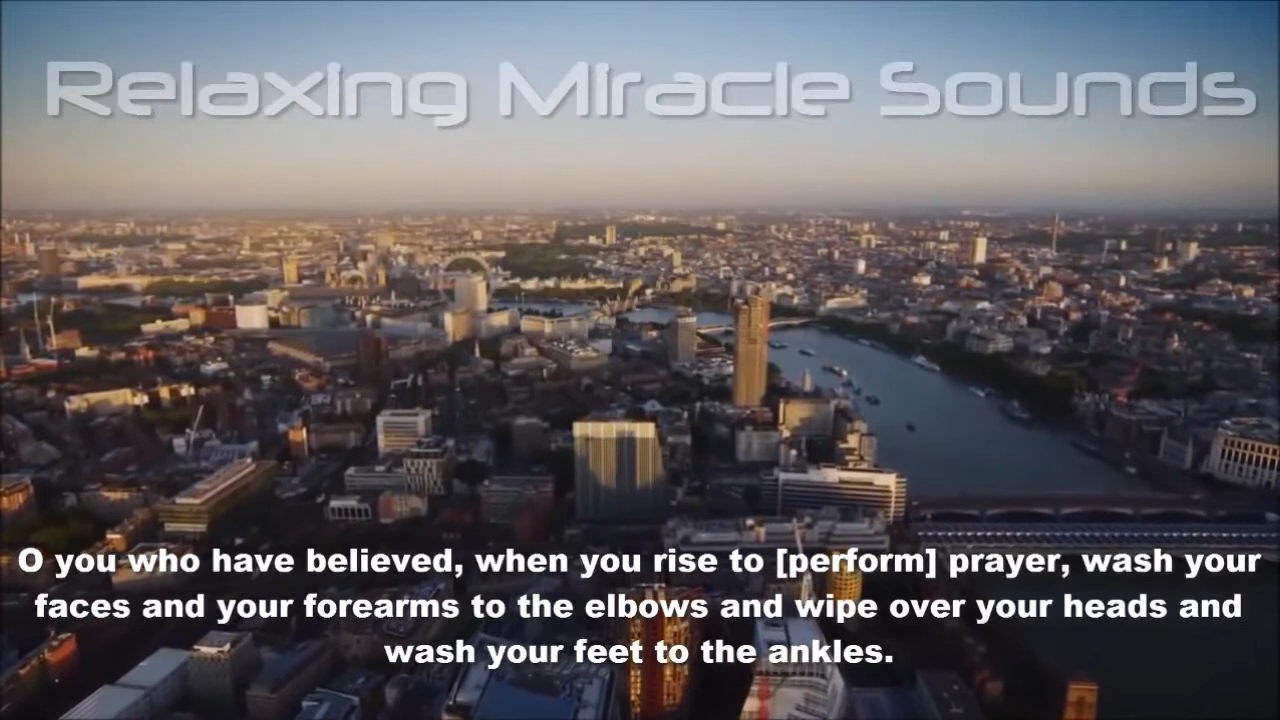 Relaxing Miracle Sounds
O you who have believed, when you rise to [perform] prayer, wash your
faces and your forearms to the elbows and wipe over your heads and
wash your feet to the ankles.